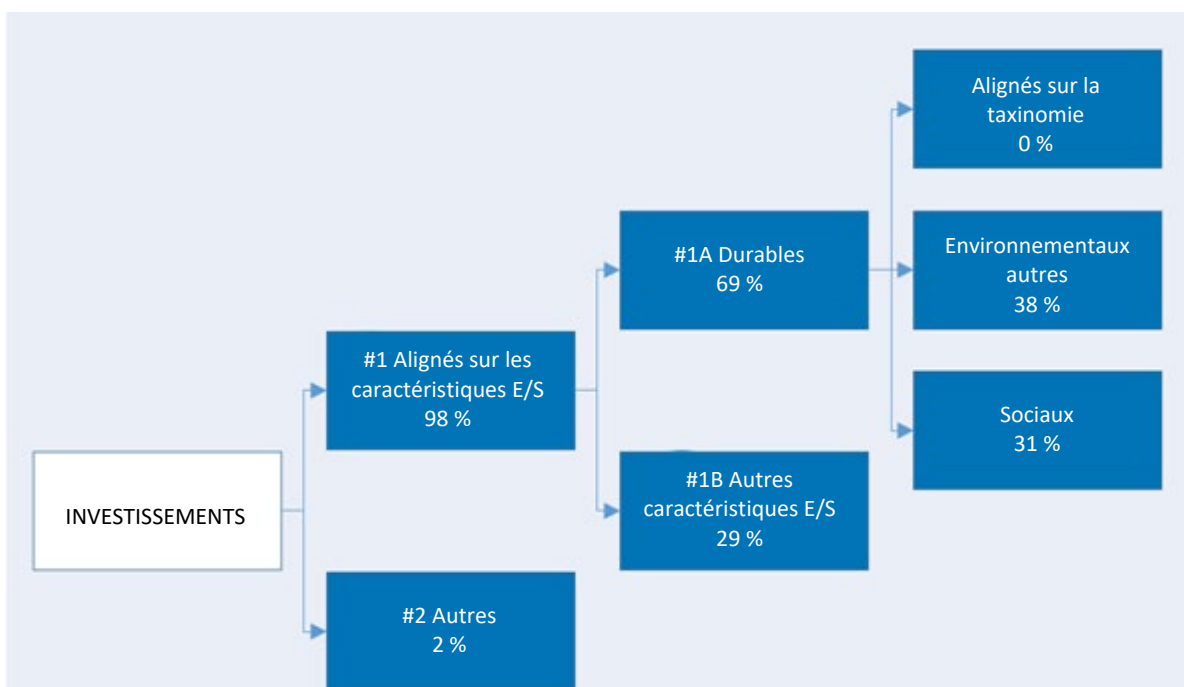 INVESTISSEMENTS
#1 Alignés sur les
caractéristiques E/S
98 %
#2 Autres
2 %
#1A Durables
69 %
#1B Autres
caractéristiques E/S
29 %
Alignés sur la
taxinomie
0 %
Environnementaux
autres
38 %
Sociaux
31 %